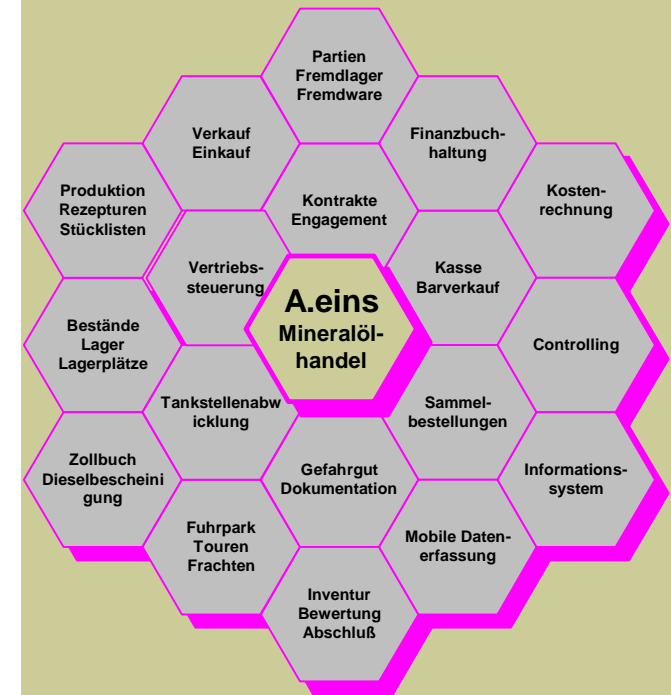 Partien
Fremdlager
Fremdware
Verkauf
Einkauf
Finanzbuch-
haltung
Produktion
Rezepturen
Stücklisten
Kontrakte
Engagement
Kosten-
rechnung
Vertriebs-
steuerung
Kasse
Barverkauf
A.eins
Mineralöl-
handel
Bestände
Lager
Lagerplätze
Controlling
Tankstellenabw
icklung
Sammel-
bestellungen
Zollbuch
Dieselbescheini
gung
Gefahrgut
Dokumentation
Informations-
system
Fuhrpark
Touren
Frachten
Mobile Daten-
erfassung
Inventur
Bewertung
Abschluß